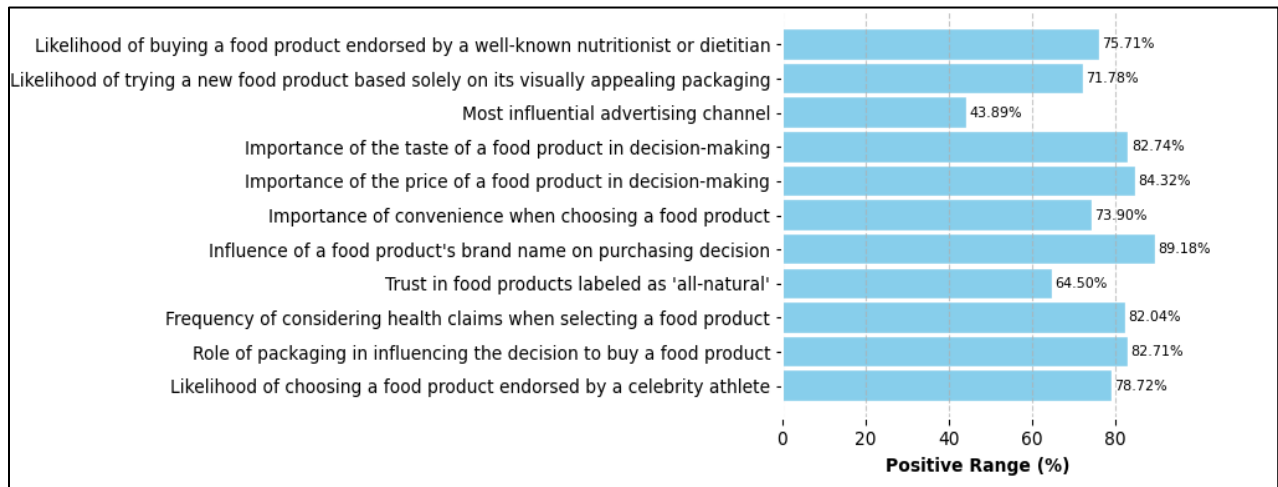 Likelihood of buying a food product endorsed by a well-known nutritionist or dietitian 75.71%
Likelihood of trying a new food product based solely on its visually appealing packaging 71.78%
Most influential advertising channel 43.89%
Importance of the taste of a food product in decision-making 82.74%
Importance of the price of a food product in decision-making 84.32%
Importance of convenience when choosing a food product 73.90%
Influence of a food product's brand name on purchasing decision 89.18%
Trust in food products labeled as 'all-natural' 64.50%
Frequency of considering health claims when selecting a food product 82.04%
Role of packaging in influencing the decision to buy a food product 82.71%
Likelihood of choosing a food product endorsed by a celebrity athlete 78.72%
0 20 40 60 80
Positive Range (%)